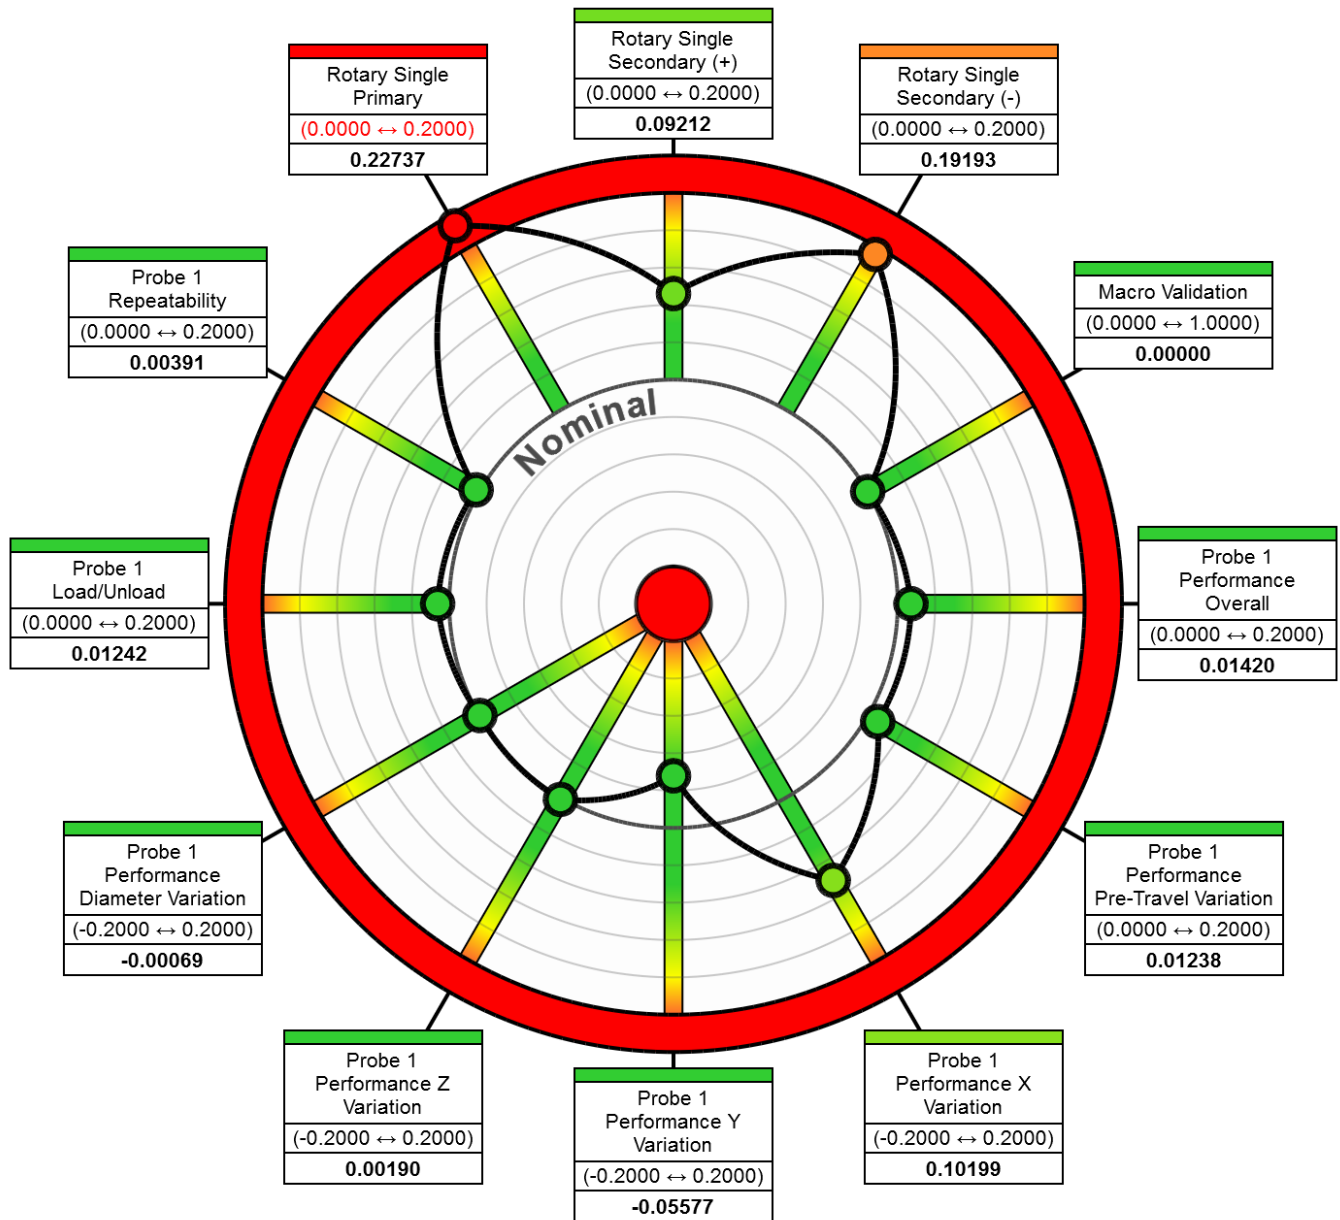 Rotary Single
Secondary (+)
(0.0000 ↔ 0.2000)
0.09212
Rotary Single
Primary
(0.0000 ↔ 0.2000)
0.22737
Rotary Single
Secondary (-)
(0.0000 ↔ 0.2000)
0.19193
Probe 1
Repeatability
(0.0000 ↔ 0.2000)
0.00391
Macro Validation
(0.0000 ↔ 1.0000)
0.00000
Nominal
Probe 1
Load/Unload
(0.0000 ↔ 0.2000)
0.01242
Probe 1
Performance
Overall
(0.0000 ↔ 0.2000)
0.01420
Probe 1
Performance
Diameter Variation
(-0.2000 ↔ 0.2000)
-0.00069
Probe 1
Performance
Pre-Travel Variation
(0.0000 ↔ 0.2000)
0.01238
Probe 1
Performance Z
Variation
(-0.2000 ↔ 0.2000)
0.00190
Probe 1
Performance Y
Variation
(-0.2000 ↔ 0.2000)
-0.05577
Probe 1
Performance X
Variation
(-0.2000 ↔ 0.2000)
0.10199